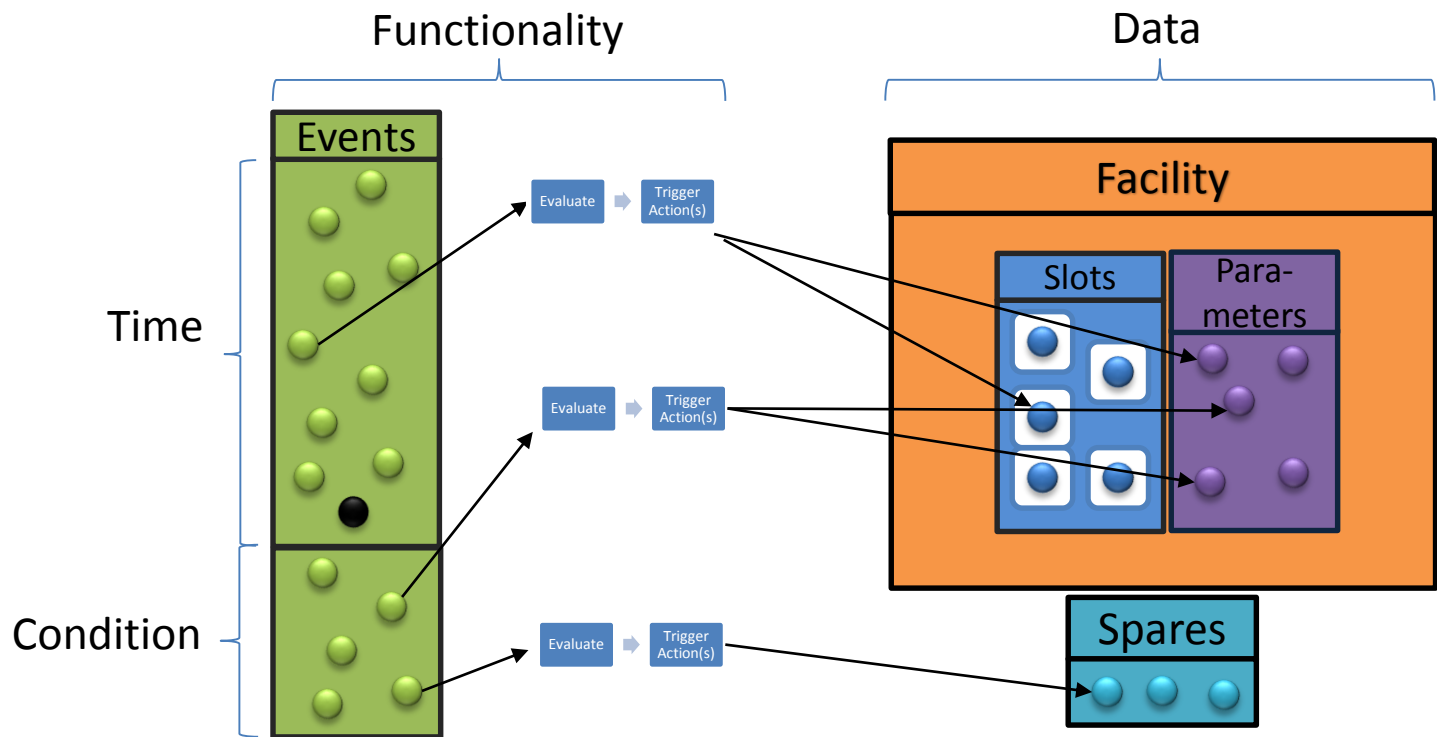 Functionality
Data
Events
Facility
Evaluate
Trigger
Action(s)
Slots
Para-
meters
Time
Evaluate
Trigger
Action(s)
Condition
Evaluate
Trigger
Action(s)
Spares